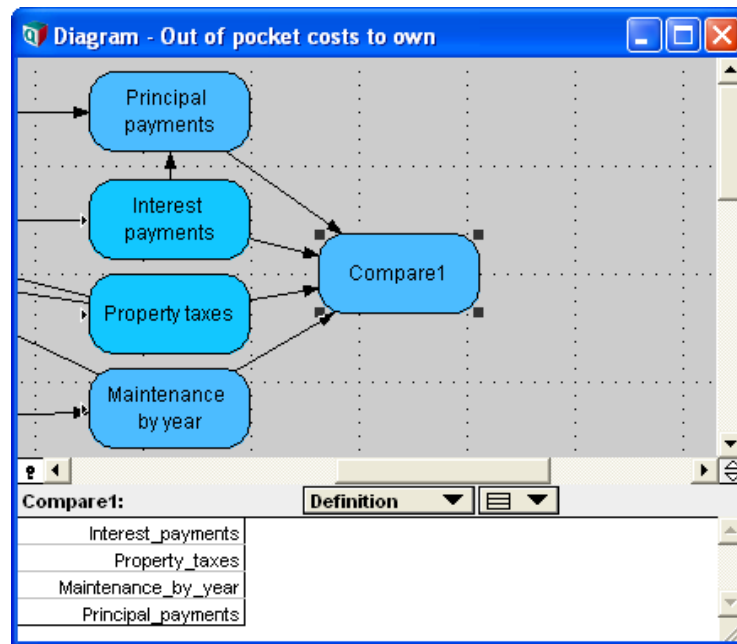 Diagram - Out of pocket costs to own
Principal
payments
Interest
payments
Compare1
Property taxes
Maintenance
by year
?
Compare1:
Definition
Interest_payments
Property_taxes
Maintenance_by_year
Principal_payments